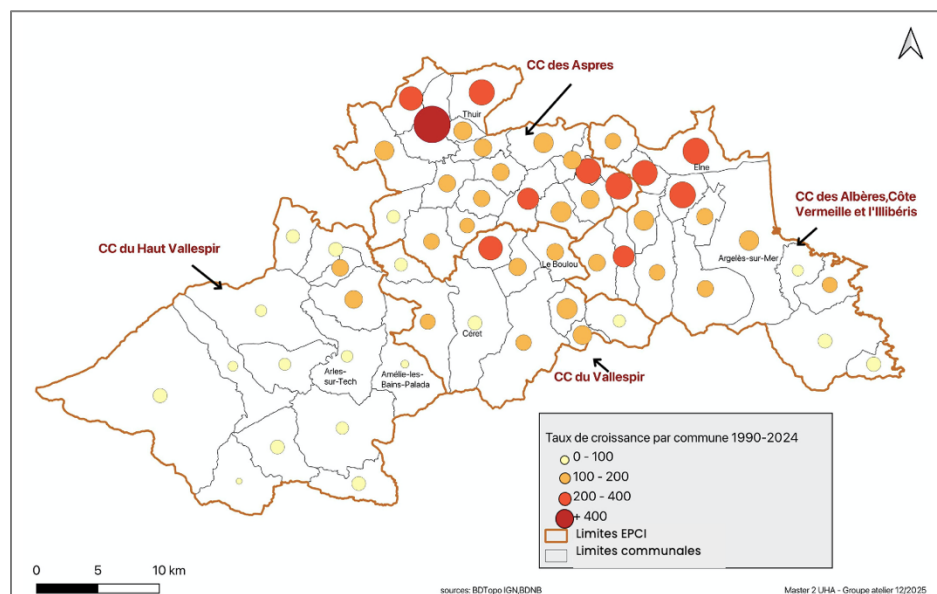 CC des Aspres
Thuir
Elne
CC des Albères,Côte
Vermeille et l'Illibéris
CC du Haut Vallespir
Argelès-sur-Mer
Le Boulou
Céret
Arles-
sur-Tech
Amélie-les-
Bains-Palada
CC du Vallespir
Taux de croissance par commune 1990-2024
0 - 100
100 - 200
200 - 400
+ 400
Limites EPCI
Limites communales
0 5 10 km
sources: BDTopo IGN,BDNB
Master 2 UHA - Groupe atelier 12/2025